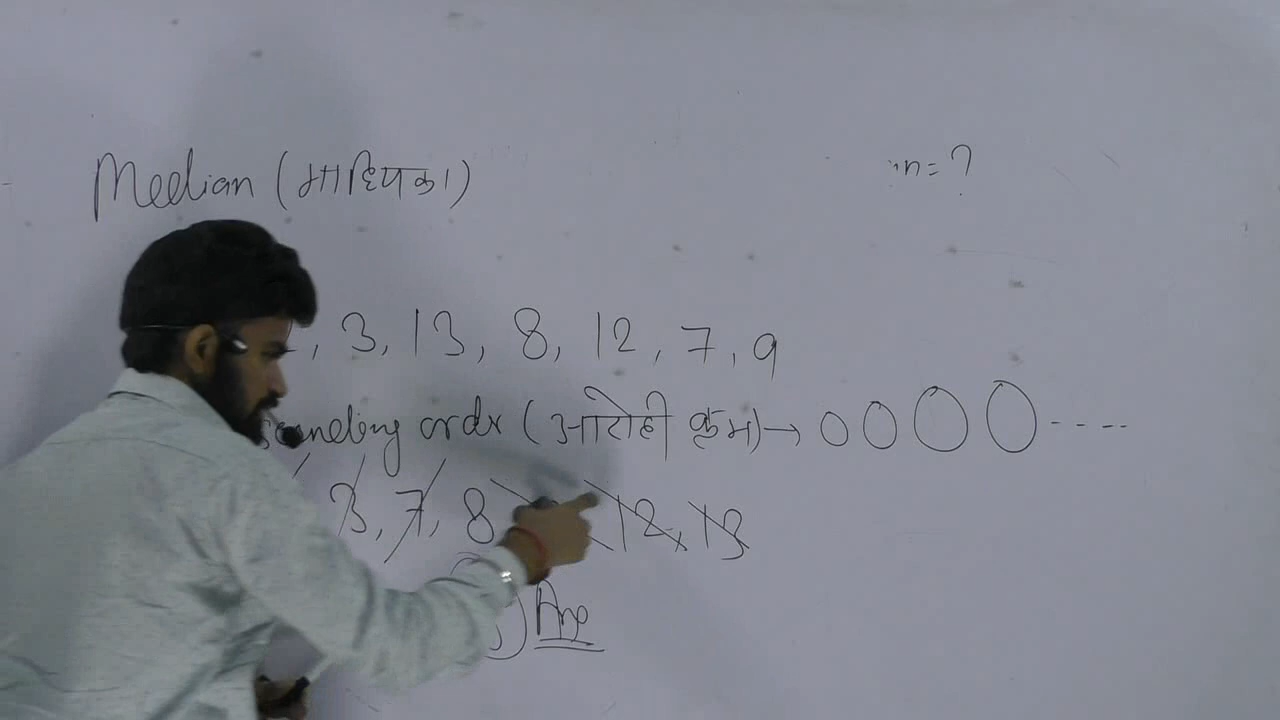 Median (माध्यिका)
n = ?
, 3, 13, 8, 12, 7, 9
order (आरोही क्रम) → 0 0 0 0 ----
3, 7, 8 12, 13
Ans